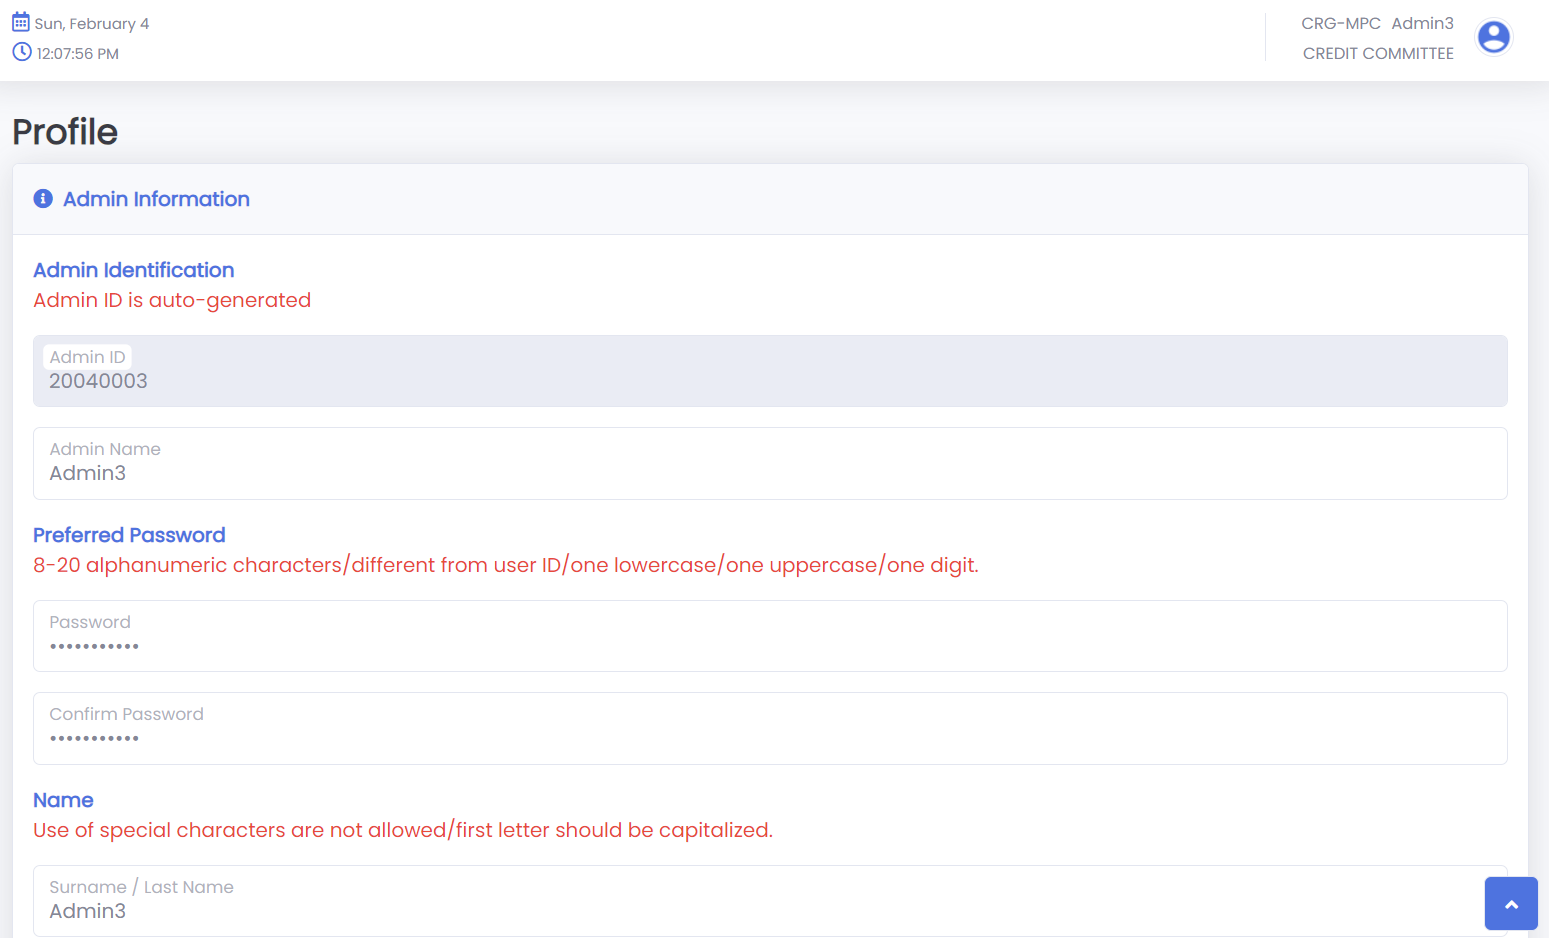 Sun, February 4
12:07:56 PM
CRG-MPC Admin3
CREDIT COMMITTEE
Profile
Admin Information
Admin Identification
Admin ID is auto-generated
Admin ID
20040003
Admin Name
Admin3
Preferred Password
8-20 alphanumeric characters/different from user ID/one lowercase/one uppercase/one digit.
Password
•••••••••••
Confirm Password
•••••••••••
Name
Use of special characters are not allowed/first letter should be capitalized.
Surname / Last Name
Admin3